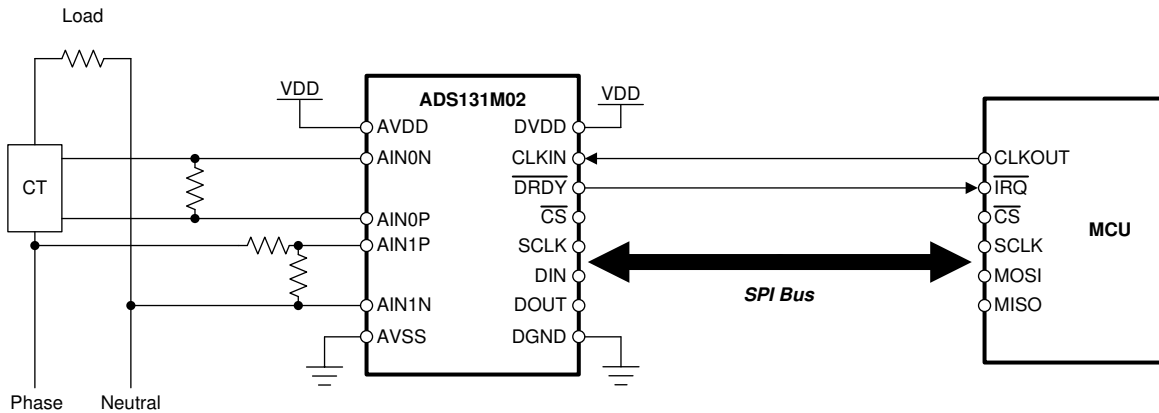 Load
VDD
ADS131M02
VDD
AVDD
DVDD
AIN0N
CLKIN
CLKOUT
CT
DRDY
IRQ
AIN0P
CS
CS
MCU
AIN1P
SCLK
SCLK
DIN
MOSI
SPI Bus
AIN1N
DOUT
MISO
AVSS
DGND
Phase
Neutral